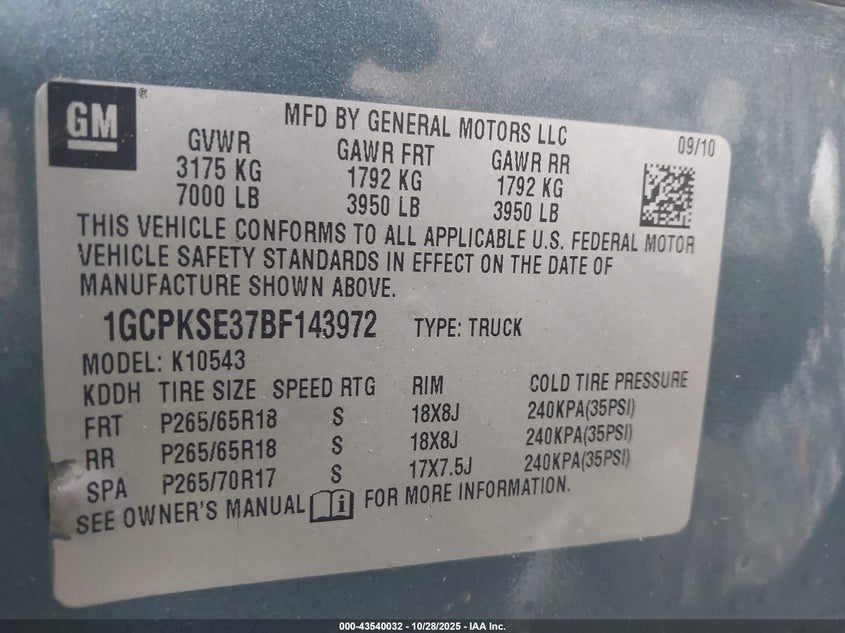 GM
®
MFD BY GENERAL MOTORS LLC
09/10
GVWR GAWR FRT GAWR RR
3175 KG 1792 KG 1792 KG
7000 LB 3950 LB 3950 LB
THIS VEHICLE CONFORMS TO ALL APPLICABLE U.S. FEDERAL MOTOR
VEHICLE SAFETY STANDARDS IN EFFECT ON THE DATE OF
MANUFACTURE SHOWN ABOVE.
1GCPKSE37BF143972 TYPE: TRUCK
MODEL: K10543
KDDH TIRE SIZE SPEED RTG RIM COLD TIRE PRESSURE
FRT P265/65R18 S 18X8J 240KPA(35PSI)
RR P265/65R18 S 18X8J 240KPA(35PSI)
SPA P265/70R17 S 17X7.5J 240KPA(35PSI)
SEE OWNER'S MANUAL i FOR MORE INFORMATION.
000-43540032 - 10/28/2025 - IAA Inc.